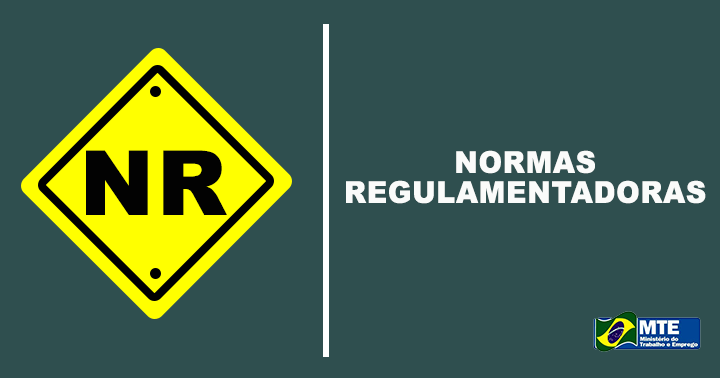 NR
NORMAS
REGULAMENTADORAS
MTE
Ministério do
Trabalho e Emprego